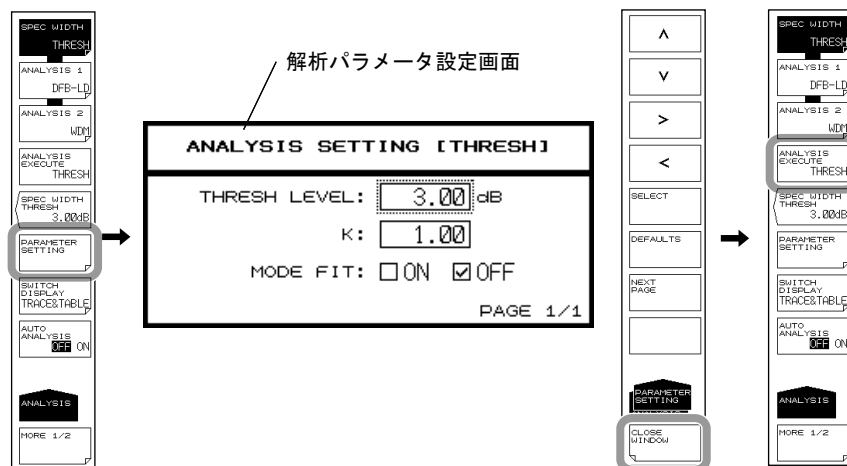 SPEC WIDTH
THRESH
ANALYSIS 1
DFB-LD
ANALYSIS 2
WDM
ANALYSIS
EXECUTE
THRESH
SPEC WIDTH
THRESH
3.00dB
PARAMETER
SETTING
SWITCH
DISPLAY
TRACE&TABLE
AUTO
ANALYSIS
OFF ON
ANALYSIS
MORE 1/2
解析パラメータ設定画面
ANALYSIS SETTING [THRESH]
THRESH LEVEL: 3.00 dB
K: 1.00
MODE FIT: ☐ON ☑OFF
PAGE 1/1
∧
∨
>
<
SELECT
DEFAULTS
NEXT
PAGE
PARAMETER
SETTING
CLOSE
WINDOW
SPEC WIDTH
THRESH
ANALYSIS 1
DFB-LD
ANALYSIS 2
WDM
ANALYSIS
EXECUTE
THRESH
SPEC WIDTH
THRESH
3.00dB
PARAMETER
SETTING
SWITCH
DISPLAY
TRACE&TABLE
AUTO
ANALYSIS
OFF ON
ANALYSIS
MORE 1/2